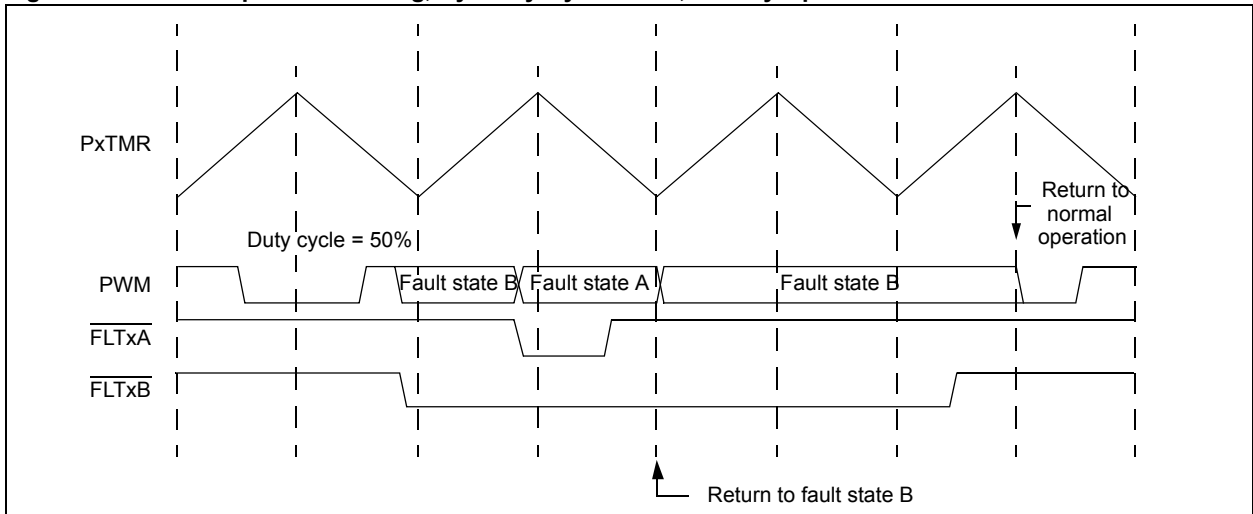 PxTMR
Return to
normal
operation
Duty cycle = 50%
PWM
Fault state B
Fault state A
Fault state B
FLTxA
FLTxB
Return to fault state B